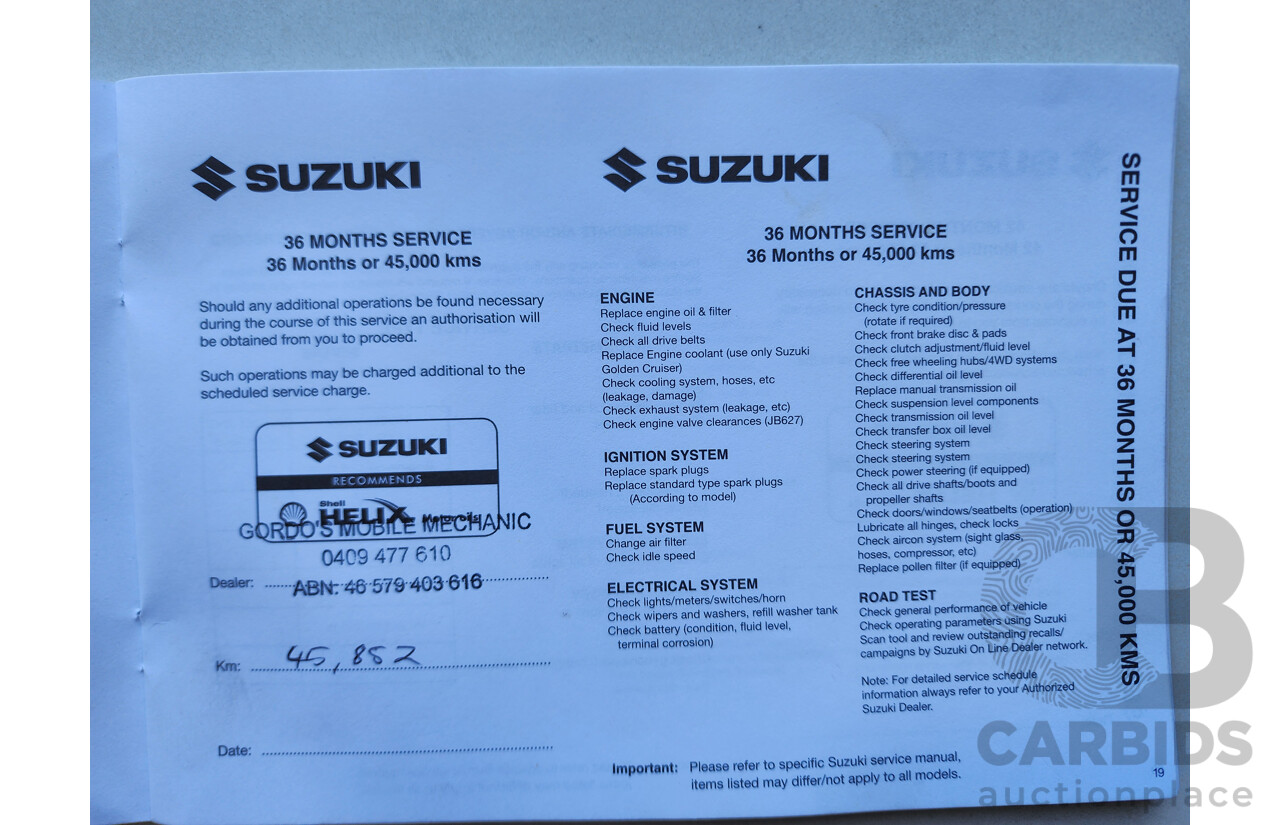 SUZUKI
36 MONTHS SERVICE
36 Months or 45,000 kms
Should any additional operations be found necessary
during the course of this service an authorisation will
be obtained from you to proceed.
Such operations may be charged additional to the
scheduled service charge.
SUZUKI
RECOMMENDS
Shell
HELIX Motor oils
GORDO'S MOBILE MECHANIC
0409 477 610
Dealer: ABN: 46 579 403 616
Km: 45,852
Date:
SUZUKI
36 MONTHS SERVICE
36 Months or 45,000 kms
ENGINE
Replace engine oil & filter
Check fluid levels
Check all drive belts
Replace Engine coolant (use only Suzuki
Golden Cruiser)
Check cooling system, hoses, etc
(leakage, damage)
Check exhaust system (leakage, etc)
Check engine valve clearances (JB627)
IGNITION SYSTEM
Replace spark plugs
Replace standard type spark plugs
(According to model)
FUEL SYSTEM
Change air filter
Check idle speed
ELECTRICAL SYSTEM
Check lights/meters/switches/horn
Check wipers and washers, refill washer tank
Check battery (condition, fluid level,
terminal corrosion)
CHASSIS AND BODY
Check tyre condition/pressure
(rotate if required)
Check front brake disc & pads
Check clutch adjustment/fluid level
Check free wheeling hubs/4WD systems
Check differential oil level
Replace manual transmission oil
Check suspension level components
Check transmission oil level
Check transfer box oil level
Check steering system
Check steering system
Check power steering (if equipped)
Check all drive shafts/boots and
propeller shafts
Check doors/windows/seatbelts (operation)
Lubricate all hinges, check locks
Check aircon system (sight glass,
hoses, compressor, etc)
Replace pollen filter (if equipped)
ROAD TEST
Check general performance of vehicle
Check operating parameters using Suzuki
Scan tool and review outstanding recalls/
campaigns by Suzuki On Line Dealer network.
Note: For detailed service schedule
information always refer to your Authorized
Suzuki Dealer.
Important: Please refer to specific Suzuki service manual,
items listed may differ/not apply to all models.
SERVICE DUE AT 36 MONTHS OR 45,000 KMS
19
CARBIDS
auctionplace